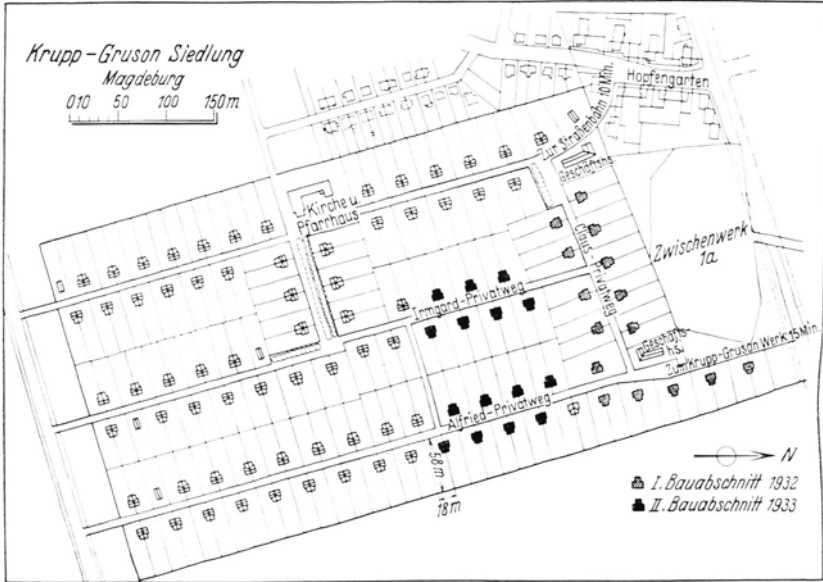 Krupp-Gruson Siedlung
Magdeburg
0 10 50 100 150 m
Hopfengarten
Zur Straßenbahn 10 Min.
Geschäftshs.
Kirche u.
Pfarrhaus
Claus-Privatweg
Zwischenwerk
1a
Irmgard-Privatweg
Geschäfts-
hs.
Zum Krupp-Gruson Werk 15 Min.
Alfried-Privatweg
58 m
18 m
N
I. Bauabschnitt 1932
II. Bauabschnitt 1933